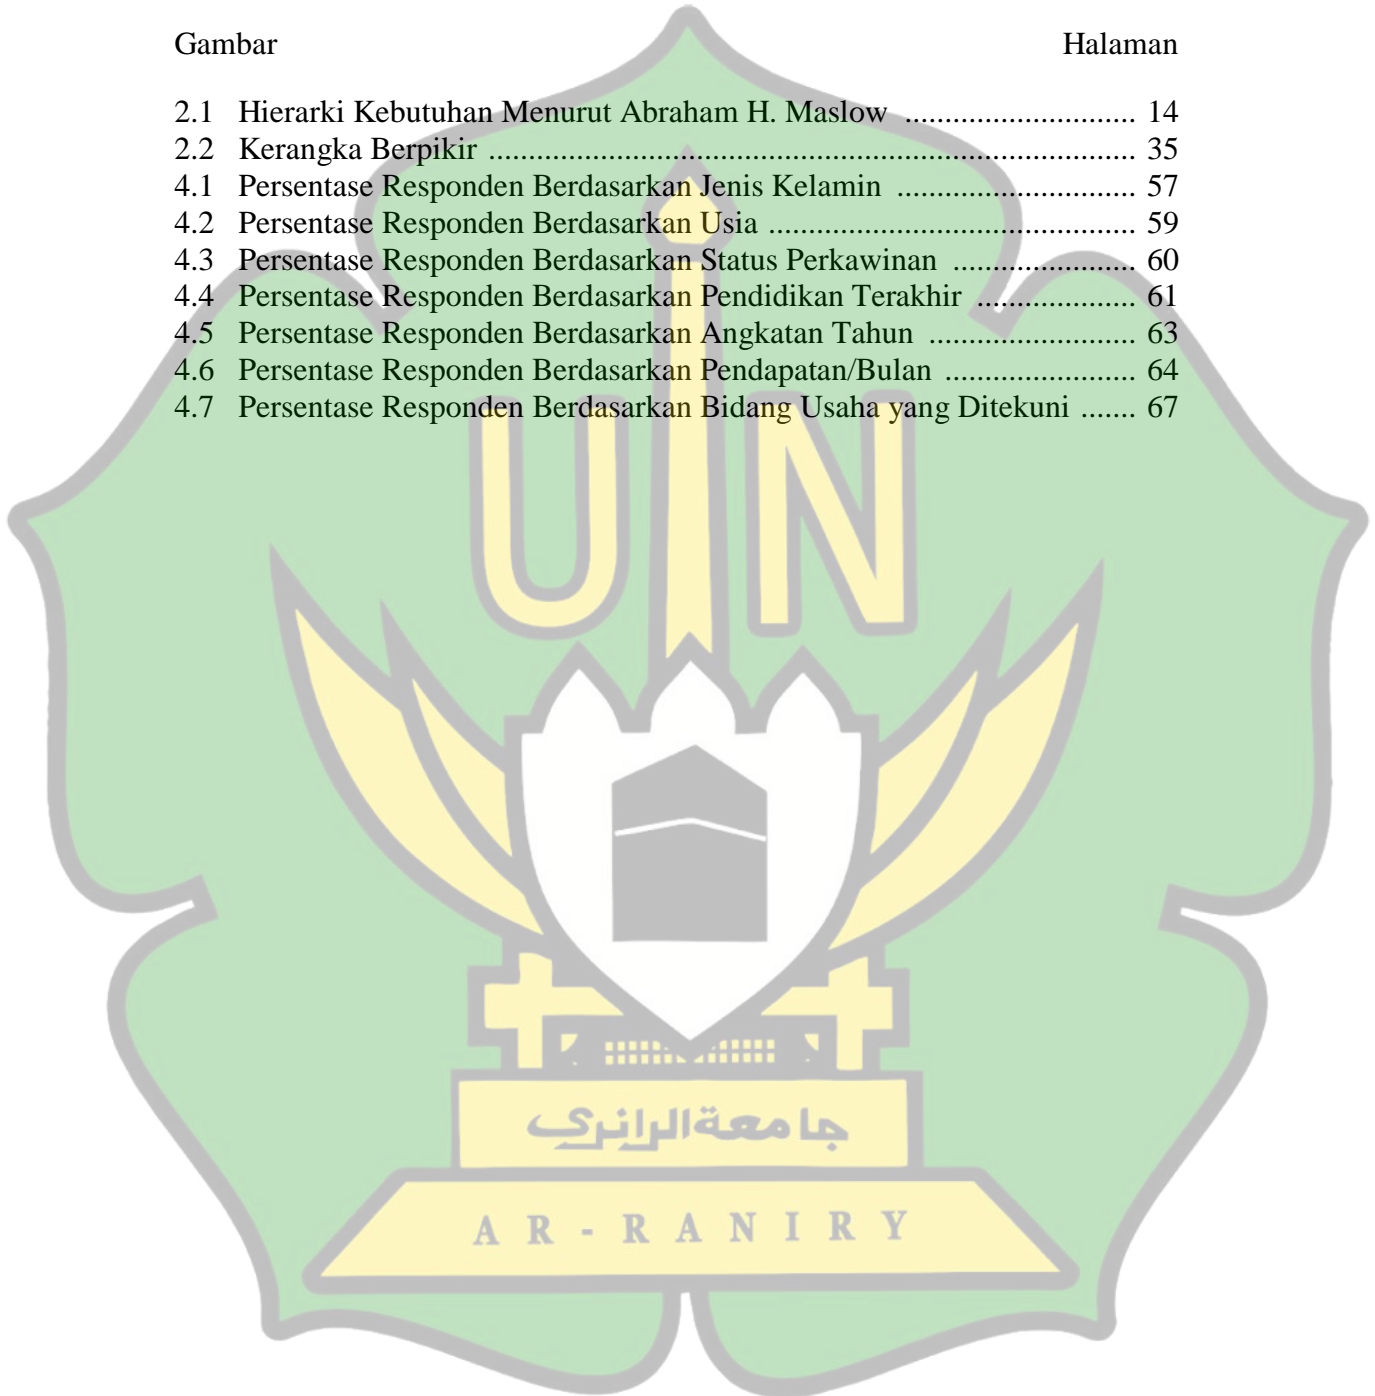 Gambar Halaman
2.1 Hierarki Kebutuhan Menurut Abraham H. Maslow ............................ 14
2.2 Kerangka Berpikir .............................................................................. 35
4.1 Persentase Responden Berdasarkan Jenis Kelamin ............................. 57
4.2 Persentase Responden Berdasarkan Usia ............................................ 59
4.3 Persentase Responden Berdasarkan Status Perkawinan ...................... 60
4.4 Persentase Responden Berdasarkan Pendidikan Terakhir ................... 61
4.5 Persentase Responden Berdasarkan Angkatan Tahun ......................... 63
4.6 Persentase Responden Berdasarkan Pendapatan/Bulan ....................... 64
4.7 Persentase Responden Berdasarkan Bidang Usaha yang Ditekuni ....... 67
UIN
جامعة الرانري
AR-RANIRY